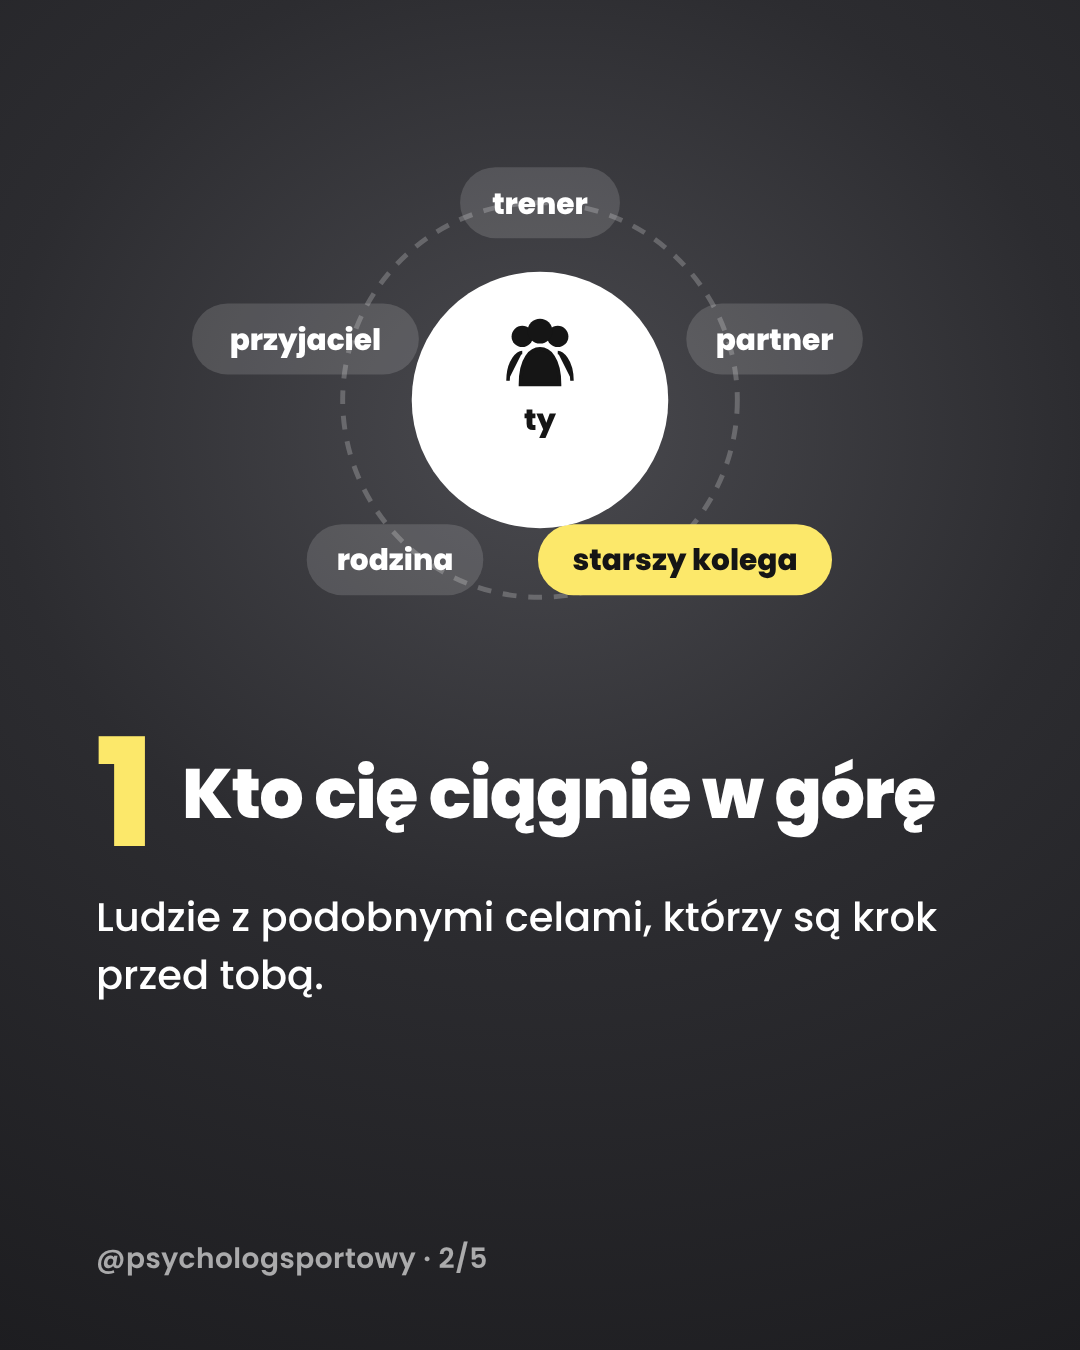 trener
przyjaciel
partner
ty
rodzina
starszy kolega
1 Kto cię ciągnie w górę
Ludzie z podobnymi celami, którzy są krok
przed tobą.
@psychologsportowy · 2/5